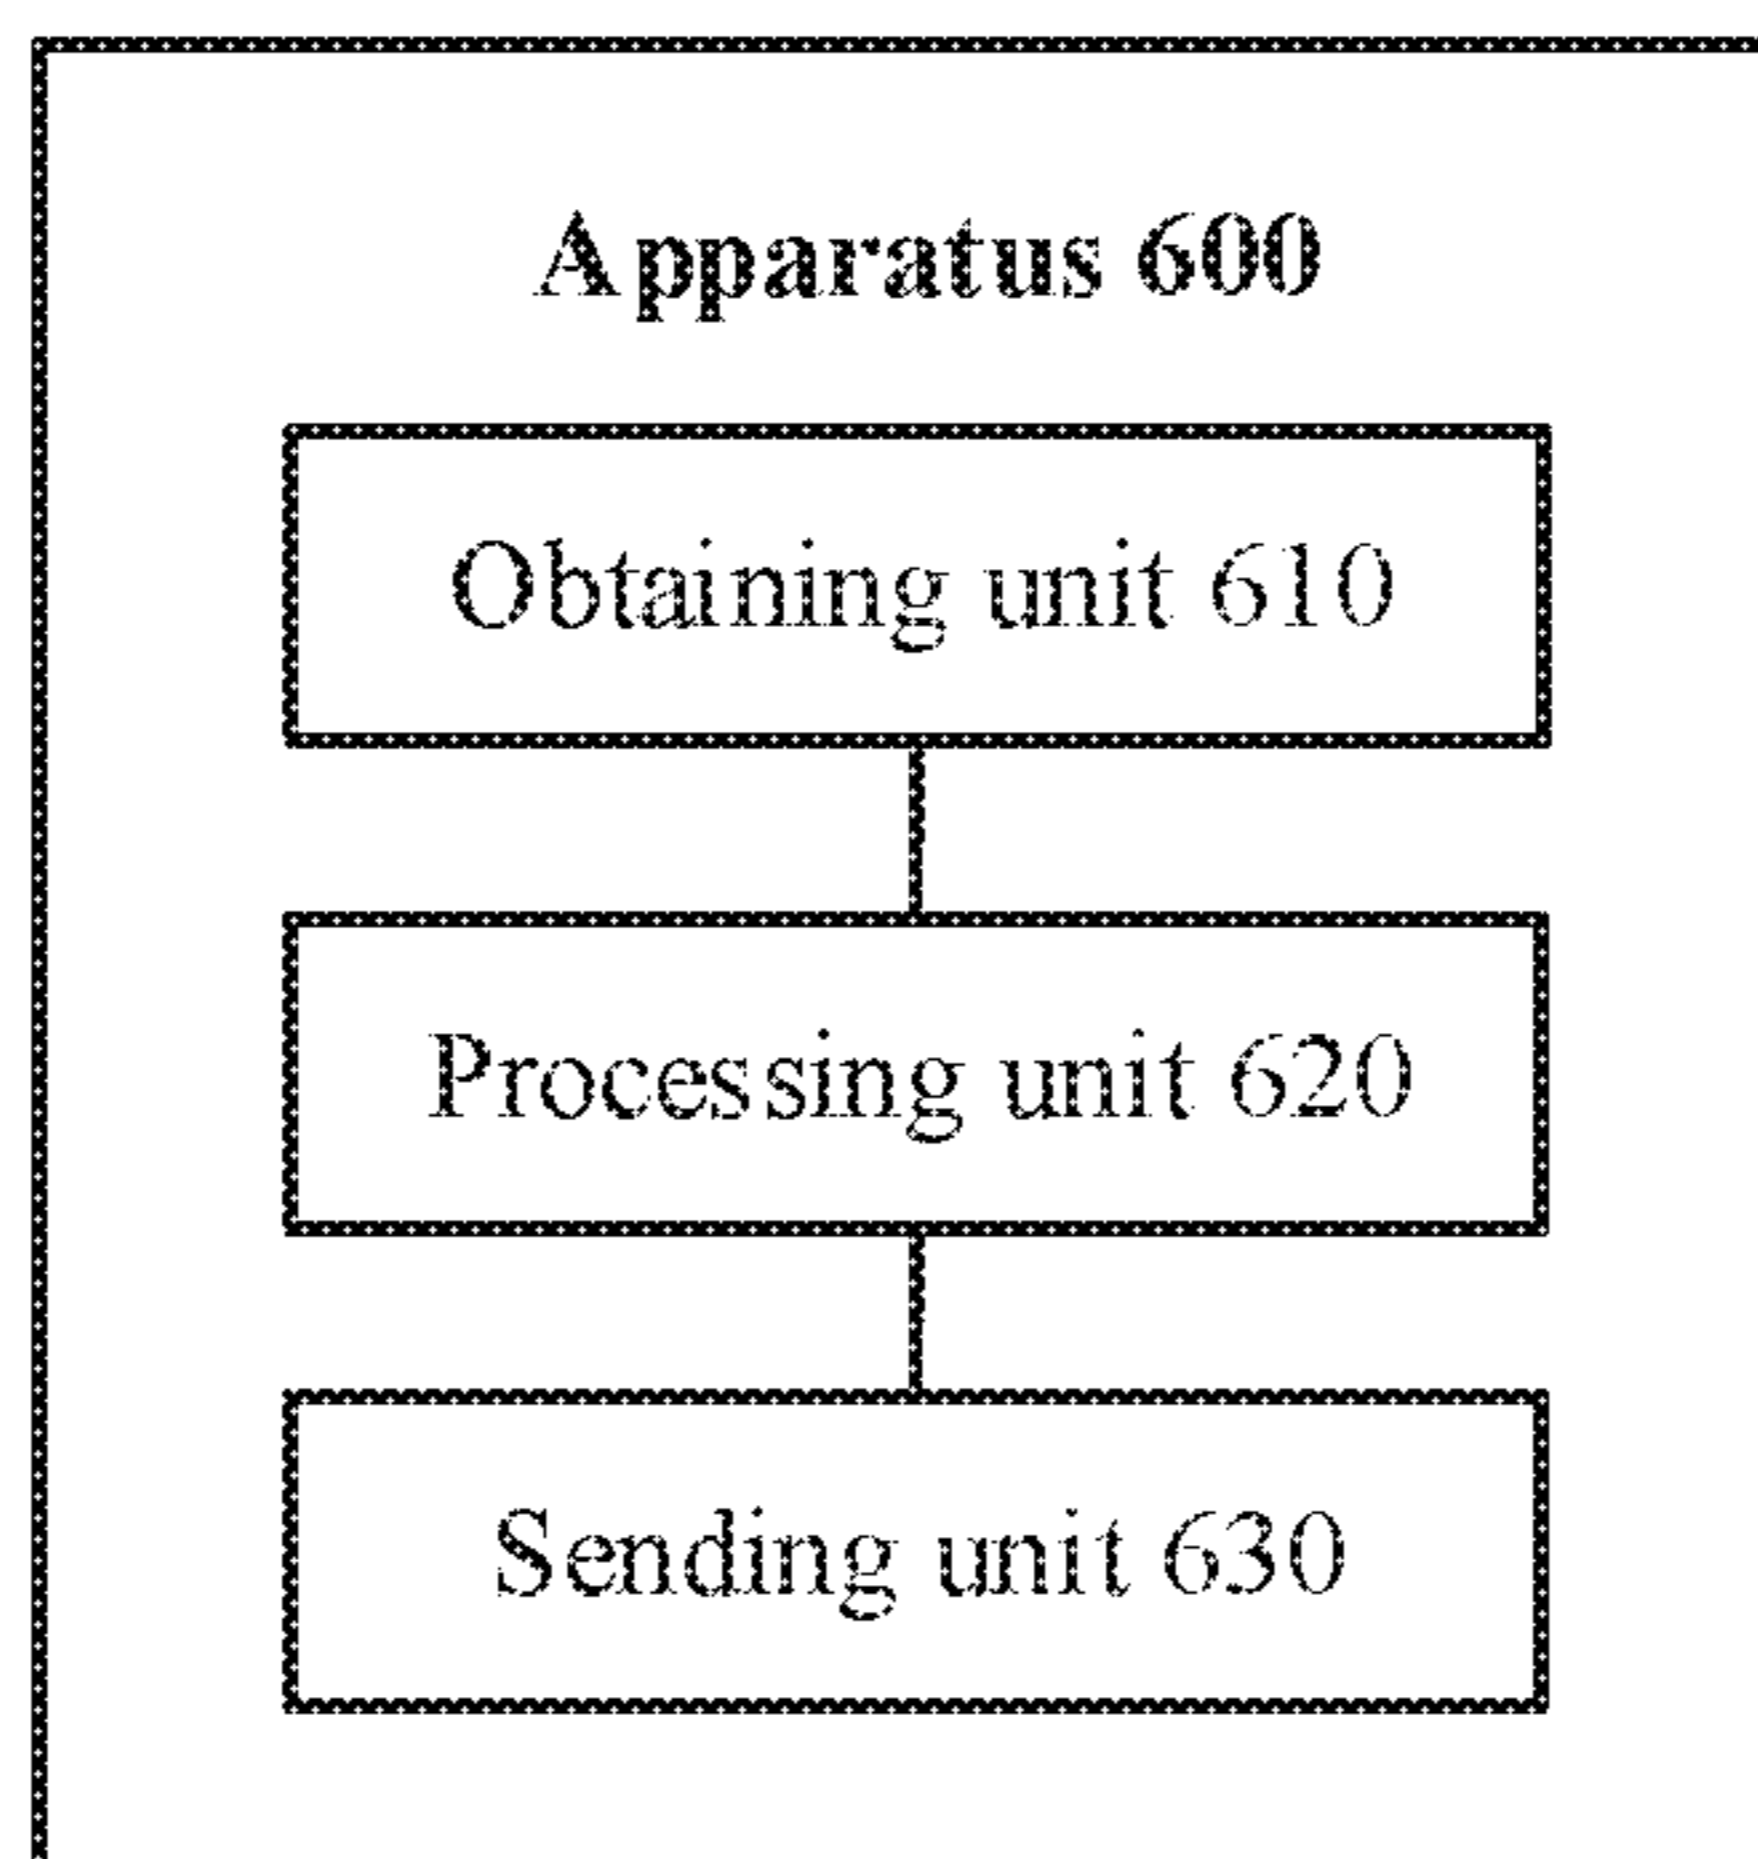 Apparatus 600
Obtaining unit 610
Processing unit 620
Sending unit 630